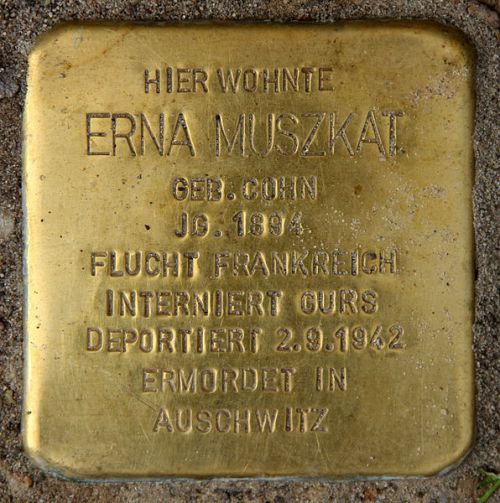 HIER WOHNTE
ERNA MUSZKAT
GEB. COHN
JG. 1894
FLUCHT FRANKREICH
INTERNIERT GURS
DEPORTIERT 2.9.1942
ERMORDET IN
AUSCHWITZ